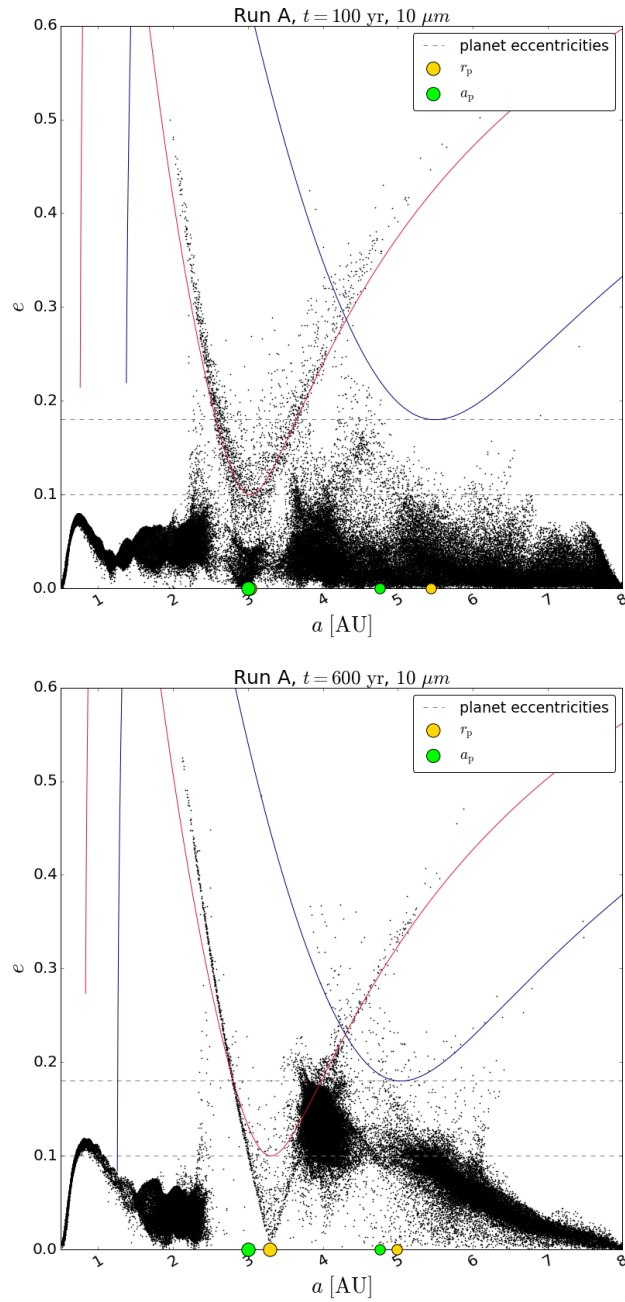 Run A, t = 100 yr, 10 μm
0.6
0.5
0.4
0.3
0.2
0.1
0.0
e
planet eccentricities
r_p
a_p
1 2 3 4 5 6 7 8
a [AU]
Run A, t = 600 yr, 10 μm
0.6
0.5
0.4
0.3
0.2
0.1
0.0
e
planet eccentricities
r_p
a_p
1 2 3 4 5 6 7 8
a [AU]